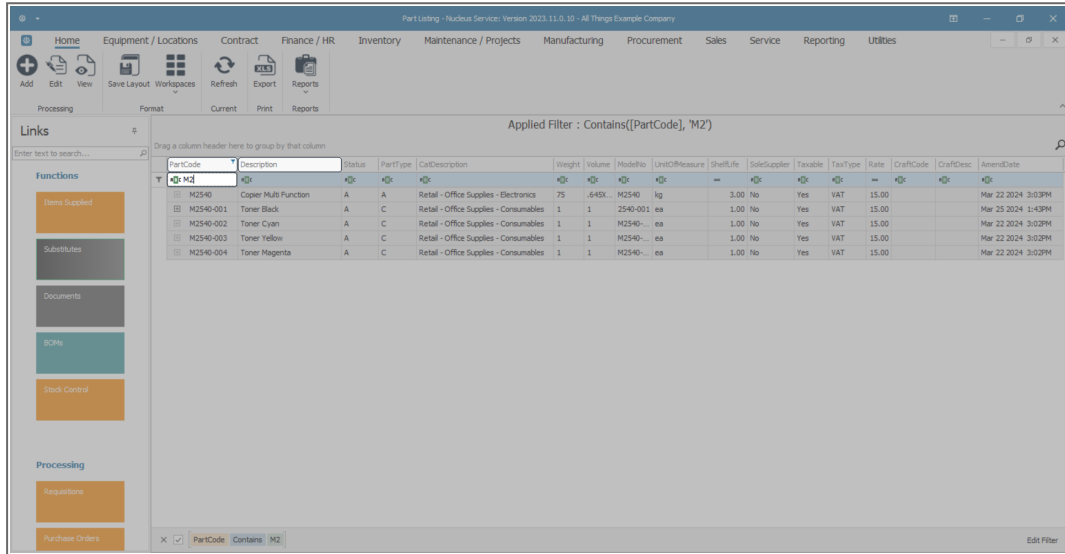 Part Listing - Nucleus Service: Version 2023.11.0.10 - All Things Example Company
Home Equipment / Locations Contract Finance / HR Inventory Maintenance / Projects Manufacturing Procurement Sales Service Reporting Utilities
Add Edit View Save Layout Workspaces Refresh Export Reports
XLS
Processing Format Current Print Reports
Links
Applied Filter : Contains([PartCode], 'M2')
Enter text to search...
Drag a column header here to group by that column
PartCode Description Status PartType CatDescription Weight Volume ModelNo UnitOfMeasure ShelfLife SoleSupplier Taxable TaxType Rate CraftCode CraftDesc AmendDate
M2
M2540 Copier Multi Function A A Retail - Office Supplies - Electronics 75 .645X... M2540 kg 3.00 No Yes VAT 15.00 Mar 22 2024 3:03PM
M2540-001 Toner Black A C Retail - Office Supplies - Consumables 1 1 2540-001 ea 1.00 No Yes VAT 15.00 Mar 25 2024 1:43PM
M2540-002 Toner Cyan A C Retail - Office Supplies - Consumables 1 1 M2540-... ea 1.00 No Yes VAT 15.00 Mar 22 2024 3:02PM
M2540-003 Toner Yellow A C Retail - Office Supplies - Consumables 1 1 M2540-... ea 1.00 No Yes VAT 15.00 Mar 22 2024 3:02PM
M2540-004 Toner Magenta A C Retail - Office Supplies - Consumables 1 1 M2540-... ea 1.00 No Yes VAT 15.00 Mar 22 2024 3:02PM
Functions
Items Supplied
Substitutes
Documents
BOMs
Stock Control
Processing
Requisitions
Purchase Orders
PartCode Contains M2
Edit Filter